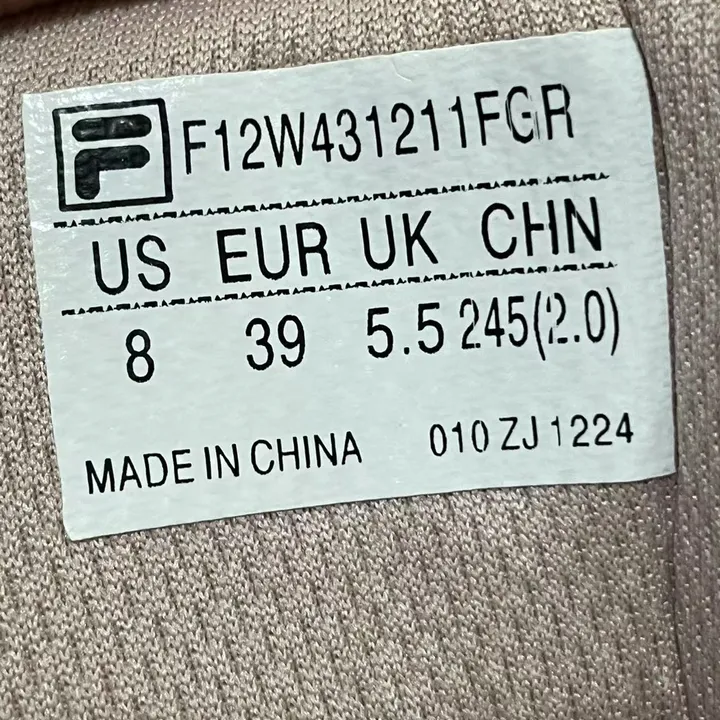 F F12W431211FGR
US EUR UK CHN
8 39 5.5 245(2.0)
MADE IN CHINA 010 ZJ 1224